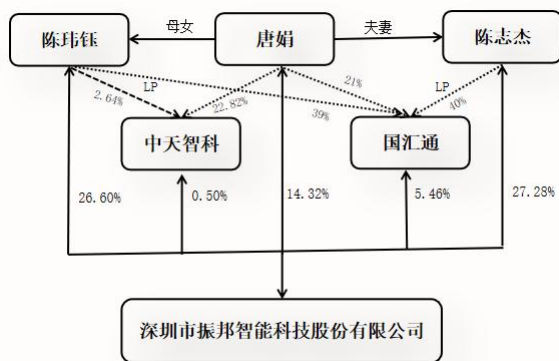 母女
夫妻
陈玮钰
唐娟
陈志杰
LP
21%
LP
2.64%
22.82%
39%
40%
中天智科
国汇通
26.60%
0.50%
14.32%
5.46%
27.28%
深圳市振邦智能科技股份有限公司